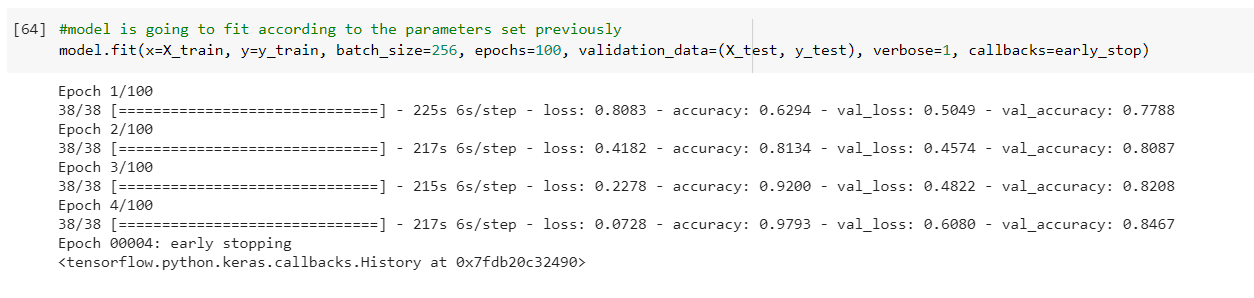 [64] #model is going to fit according to the parameters set previously
model.fit(x=X_train, y=y_train, batch_size=256, epochs=100, validation_data=(X_test, y_test), verbose=1, callbacks=early_stop)
Epoch 1/100
38/38 [==============================] - 225s 6s/step - loss: 0.8083 - accuracy: 0.6294 - val_loss: 0.5049 - val_accuracy: 0.7788
Epoch 2/100
38/38 [==============================] - 217s 6s/step - loss: 0.4182 - accuracy: 0.8134 - val_loss: 0.4574 - val_accuracy: 0.8087
Epoch 3/100
38/38 [==============================] - 215s 6s/step - loss: 0.2278 - accuracy: 0.9200 - val_loss: 0.4822 - val_accuracy: 0.8208
Epoch 4/100
38/38 [==============================] - 217s 6s/step - loss: 0.0728 - accuracy: 0.9793 - val_loss: 0.6080 - val_accuracy: 0.8467
Epoch 00004: early stopping
<tensorflow.python.keras.callbacks.History at 0x7fdb20c32490>